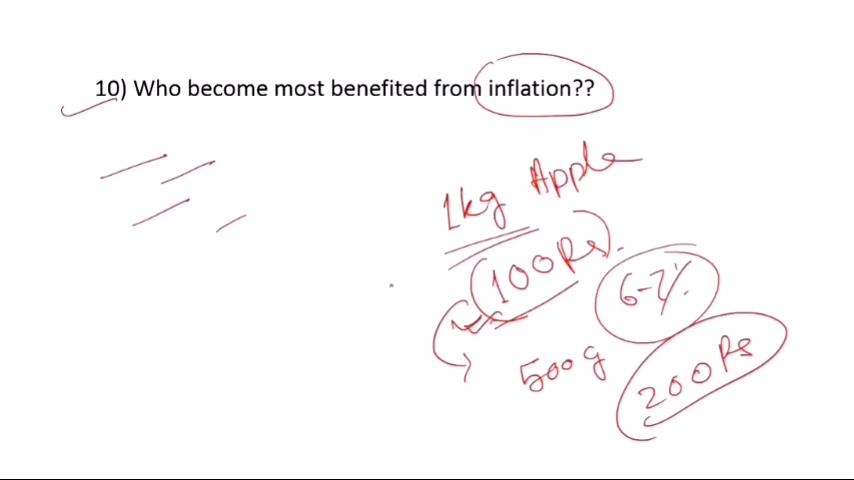 10) Who become most benefited from inflation??
1kg Apple
100Rs.
6-7%.
500g
200Rs